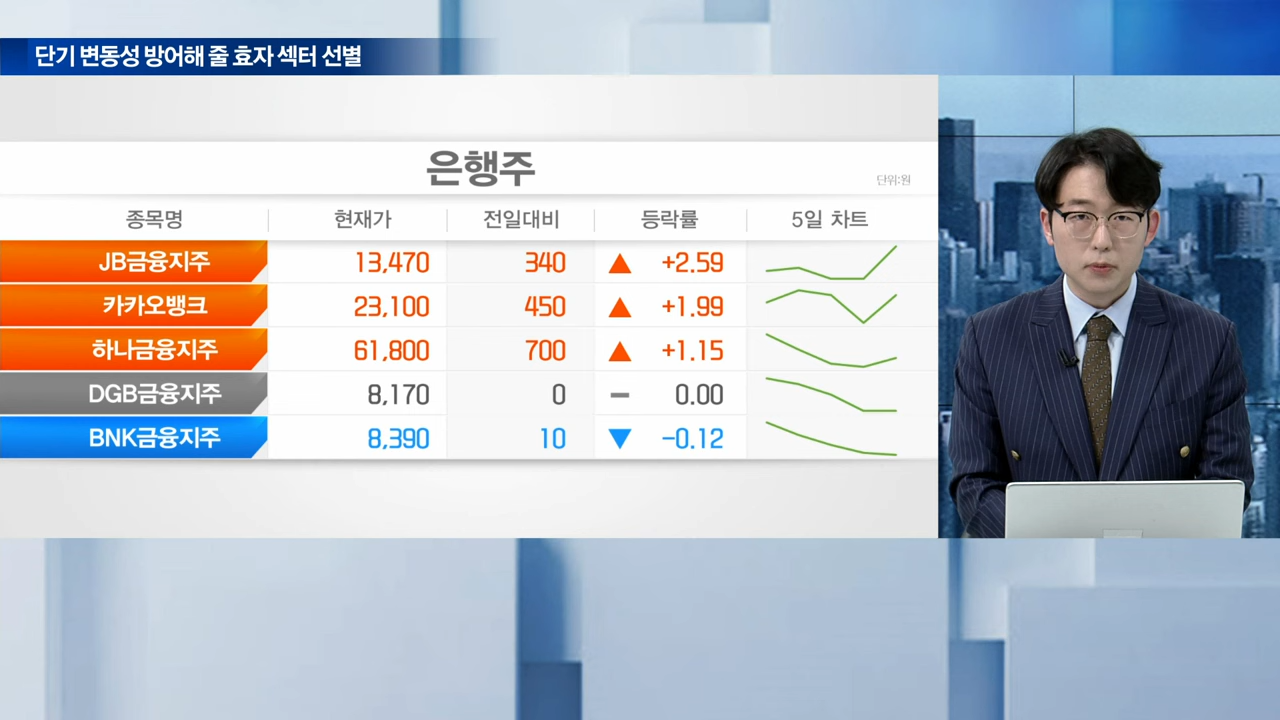 단기 변동성 방어해 줄 효자 섹터 선별
은행주
단위:원
종목명 현재가 전일대비 등락률 5일 차트
JB금융지주 13,470 340 ▲ +2.59
카카오뱅크 23,100 450 ▲ +1.99
하나금융지주 61,800 700 ▲ +1.15
DGB금융지주 8,170 0 – 0.00
BNK금융지주 8,390 10 ▼ -0.12